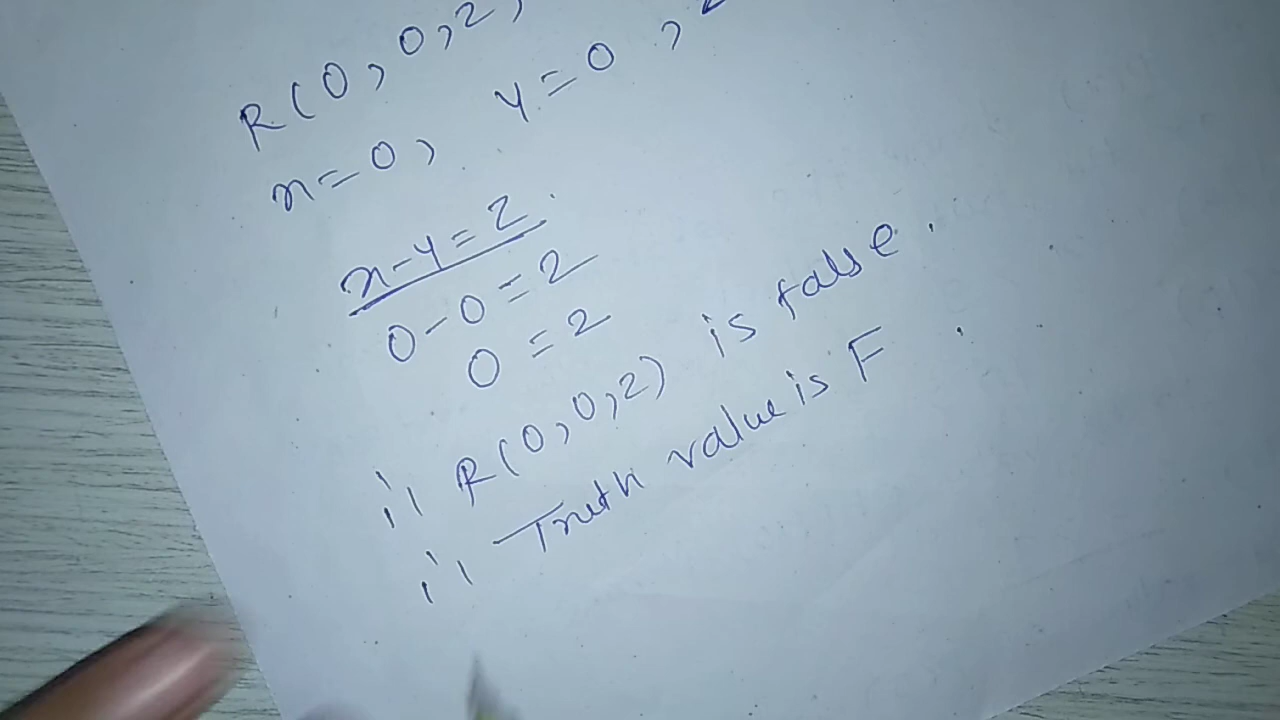 R(0,0,2,
x=0, y=0, 2
x-y=2.
0-0=2
0=2
∴ R(0,0,2) is false.
∴ Truth value is F.